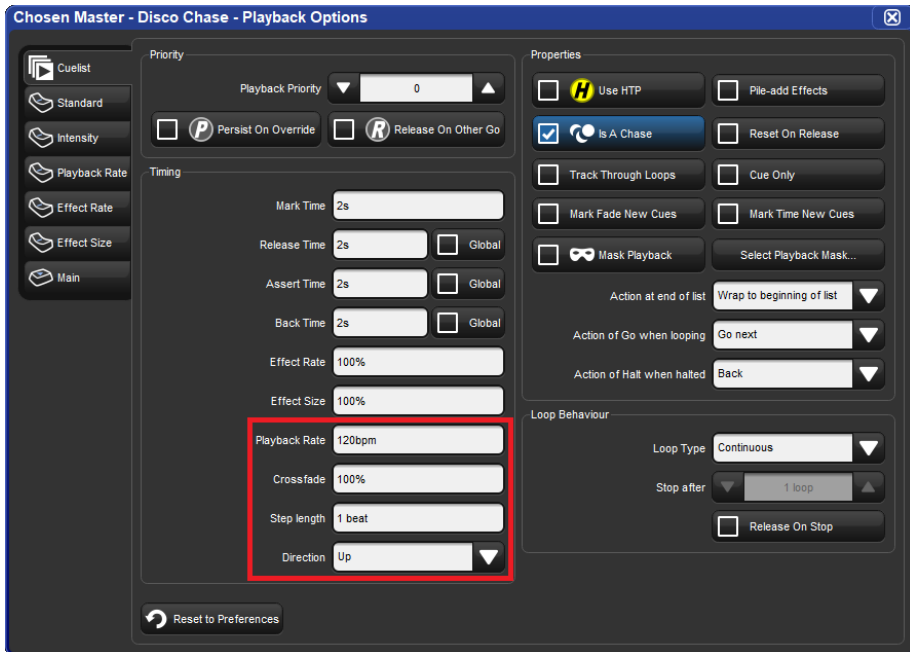 Chosen Master - Disco Chase - Playback Options
Cuelist
Standard
Intensity
Playback Rate
Effect Rate
Effect Size
Main
Priority
Playback Priority 0
P Persist On Override R Release On Other Go
Timing
Mark Time 2s
Release Time 2s Global
Assert Time 2s Global
Back Time 2s Global
Effect Rate 100%
Effect Size 100%
Playback Rate 120bpm
Crossfade 100%
Step length 1 beat
Direction Up
Reset to Preferences
Properties
H Use HTP Pile-add Effects
Is A Chase Reset On Release
Track Through Loops Cue Only
Mark Fade New Cues Mark Time New Cues
Mask Playback Select Playback Mask...
Action at end of list Wrap to beginning of list
Action of Go when looping Go next
Action of Halt when halted Back
Loop Behaviour
Loop Type Continuous
Stop after 1 loop
Release On Stop